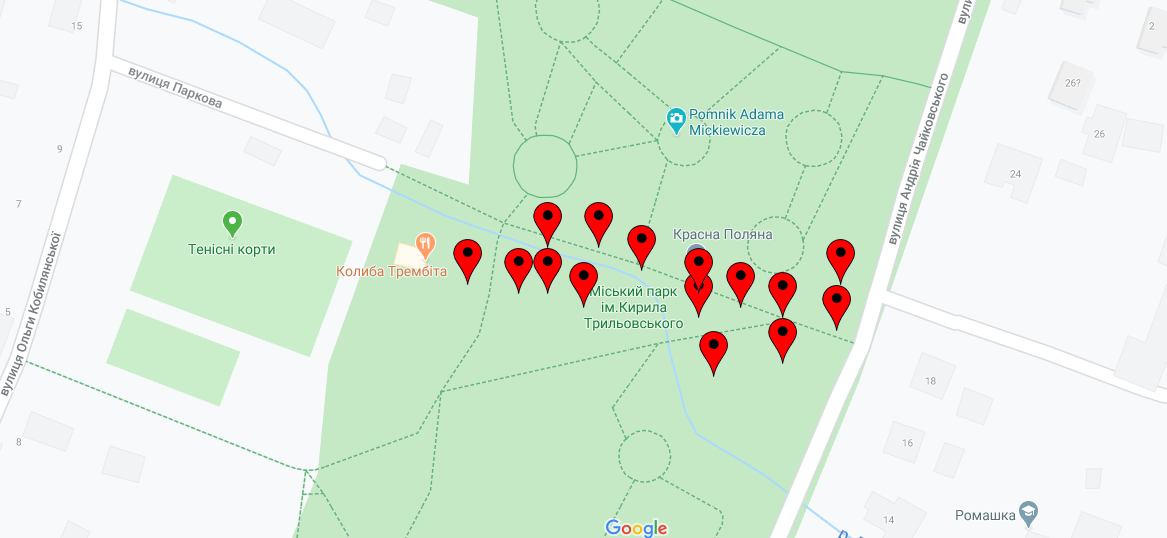 15
вулиця Паркова
9
7
5
8
вулиця Ольги Кобилянської
Тенісні корти
Колиба Трембіта
Pomnik Adama
Mickiewicza
Красна Поляна
Міський парк
ім.Кирила
Трильовського
вулиця Андрія Чайковського
2
26?
26
24
18
16
14
Ромашка
Google